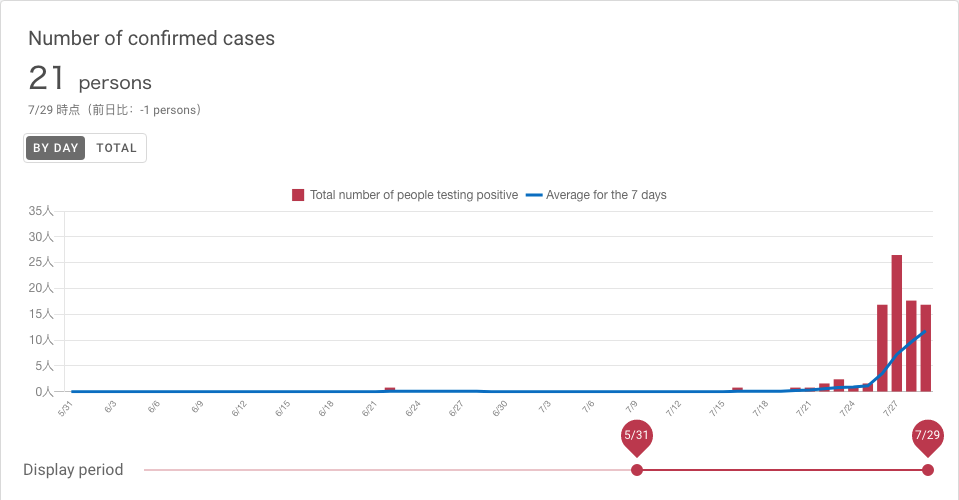 Number of confirmed cases
21 persons
7/29 時点（前日比：-1 persons）
BY DAY TOTAL
Total number of people testing positive Average for the 7 days
35人
30人
25人
20人
15人
10人
5人
0人
5/31 6/3 6/6 6/9 6/12 6/15 6/18 6/21 6/24 6/27 6/30 7/3 7/6 7/9 7/12 7/15 7/18 7/21 7/24 7/27
5/31 7/29
Display period